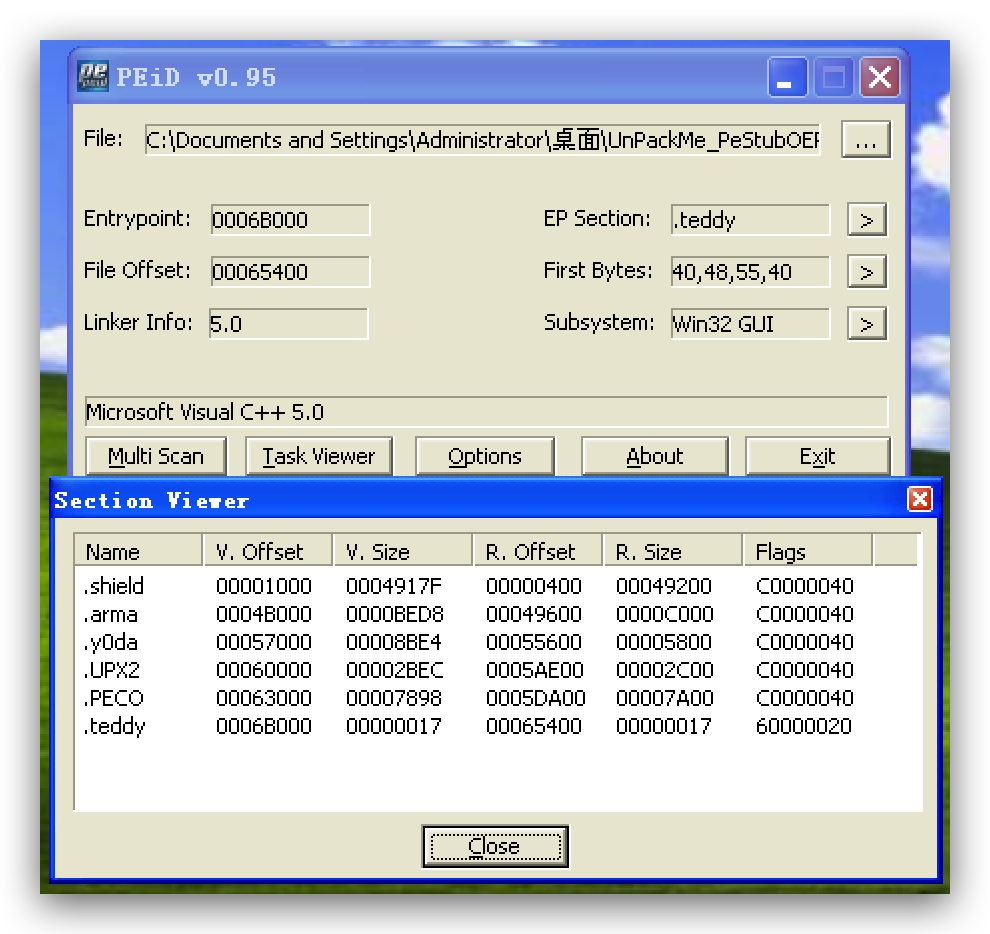 PEiD v0.95
File: C:\Documents and Settings\Administrator\桌面\UnPackMe_PeStubOEP ...
Entrypoint: 0006B000 EP Section: .teddy >
File Offset: 00065400 First Bytes: 40,48,55,40 >
Linker Info: 5.0 Subsystem: Win32 GUI >
Microsoft Visual C++ 5.0
Multi Scan Task Viewer Options About Exit
Section Viewer
Name V. Offset V. Size R. Offset R. Size Flags
.shield 00001000 0004917F 00000400 00049200 C0000040
.arma 0004B000 0000BED8 00049600 0000C000 C0000040
.y0da 00057000 00008BE4 00055600 00005800 C0000040
.UPX2 00060000 00002BEC 0005AE00 00002C00 C0000040
.PECO 00063000 00007898 0005DA00 00007A00 C0000040
.teddy 0006B000 00000017 00065400 00000017 60000020
Close